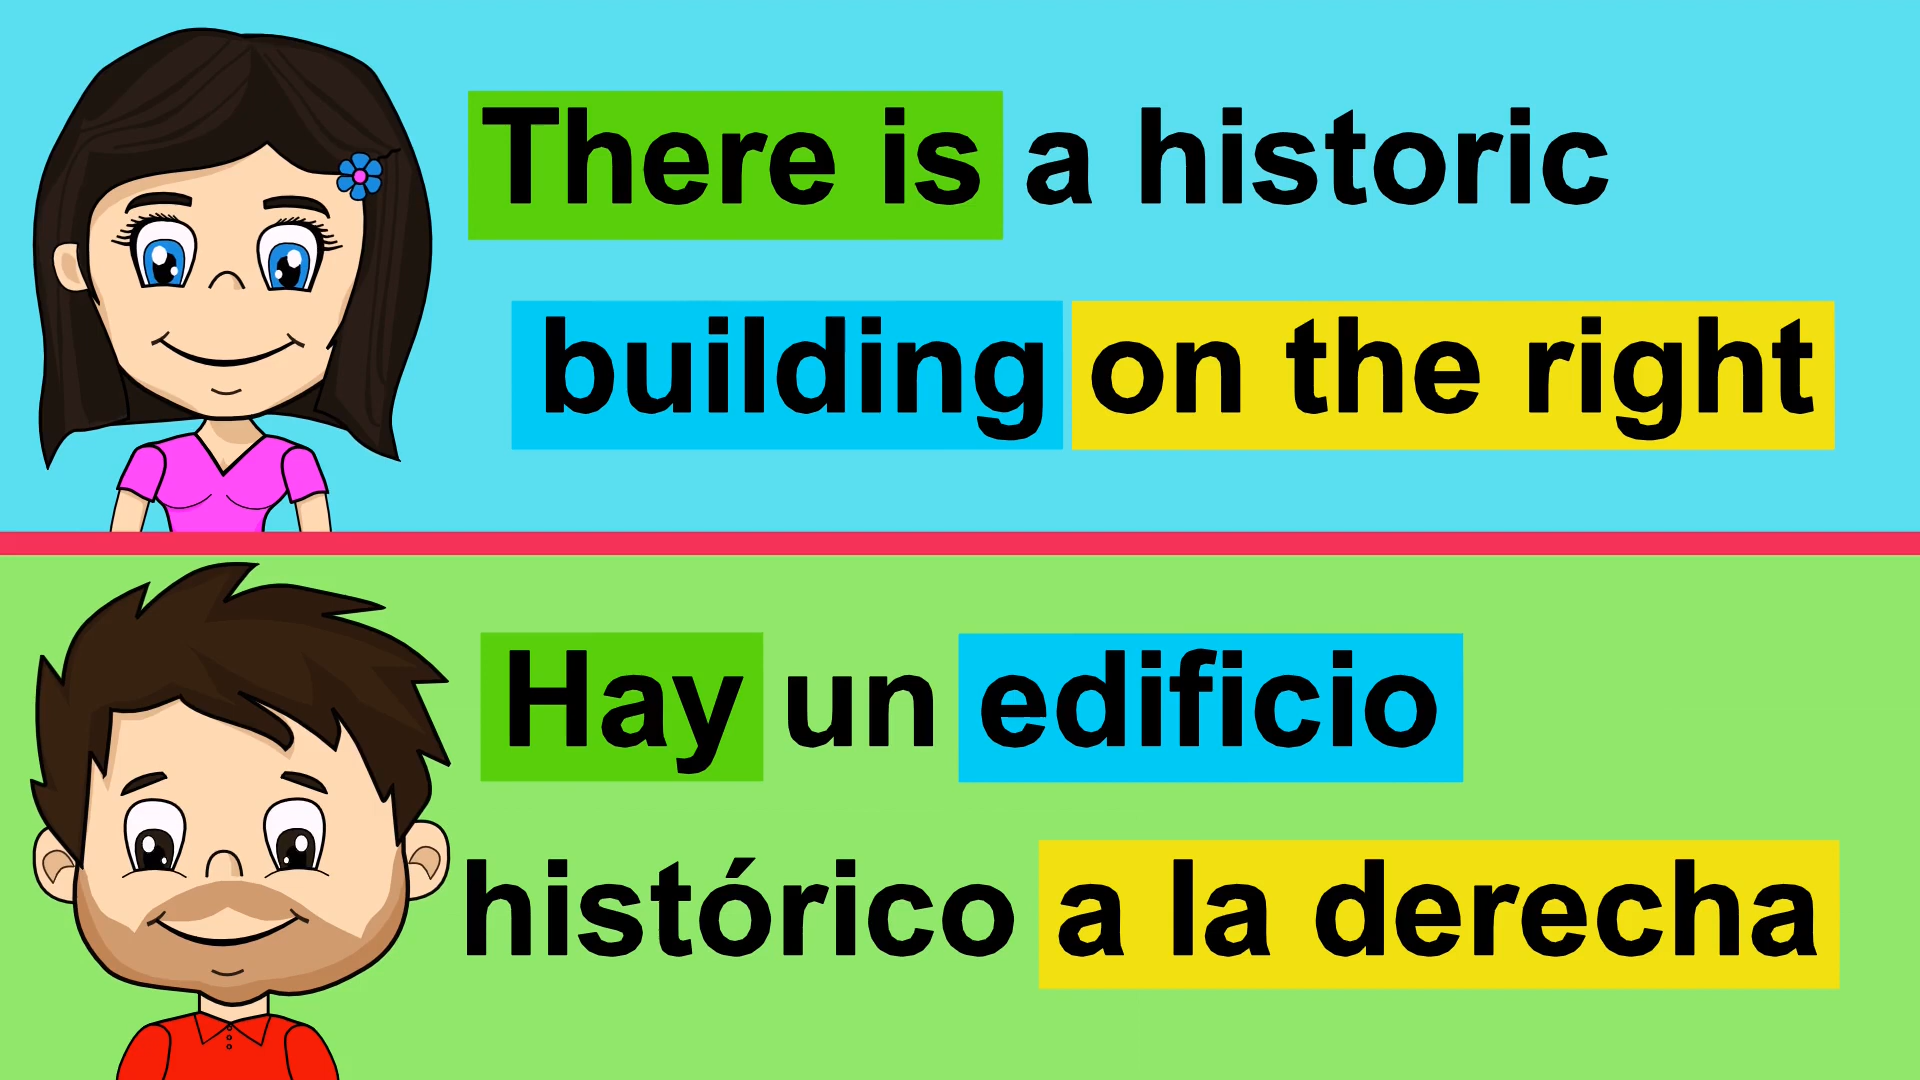 There is a historic
building on the right
Hay un edificio
histórico a la derecha